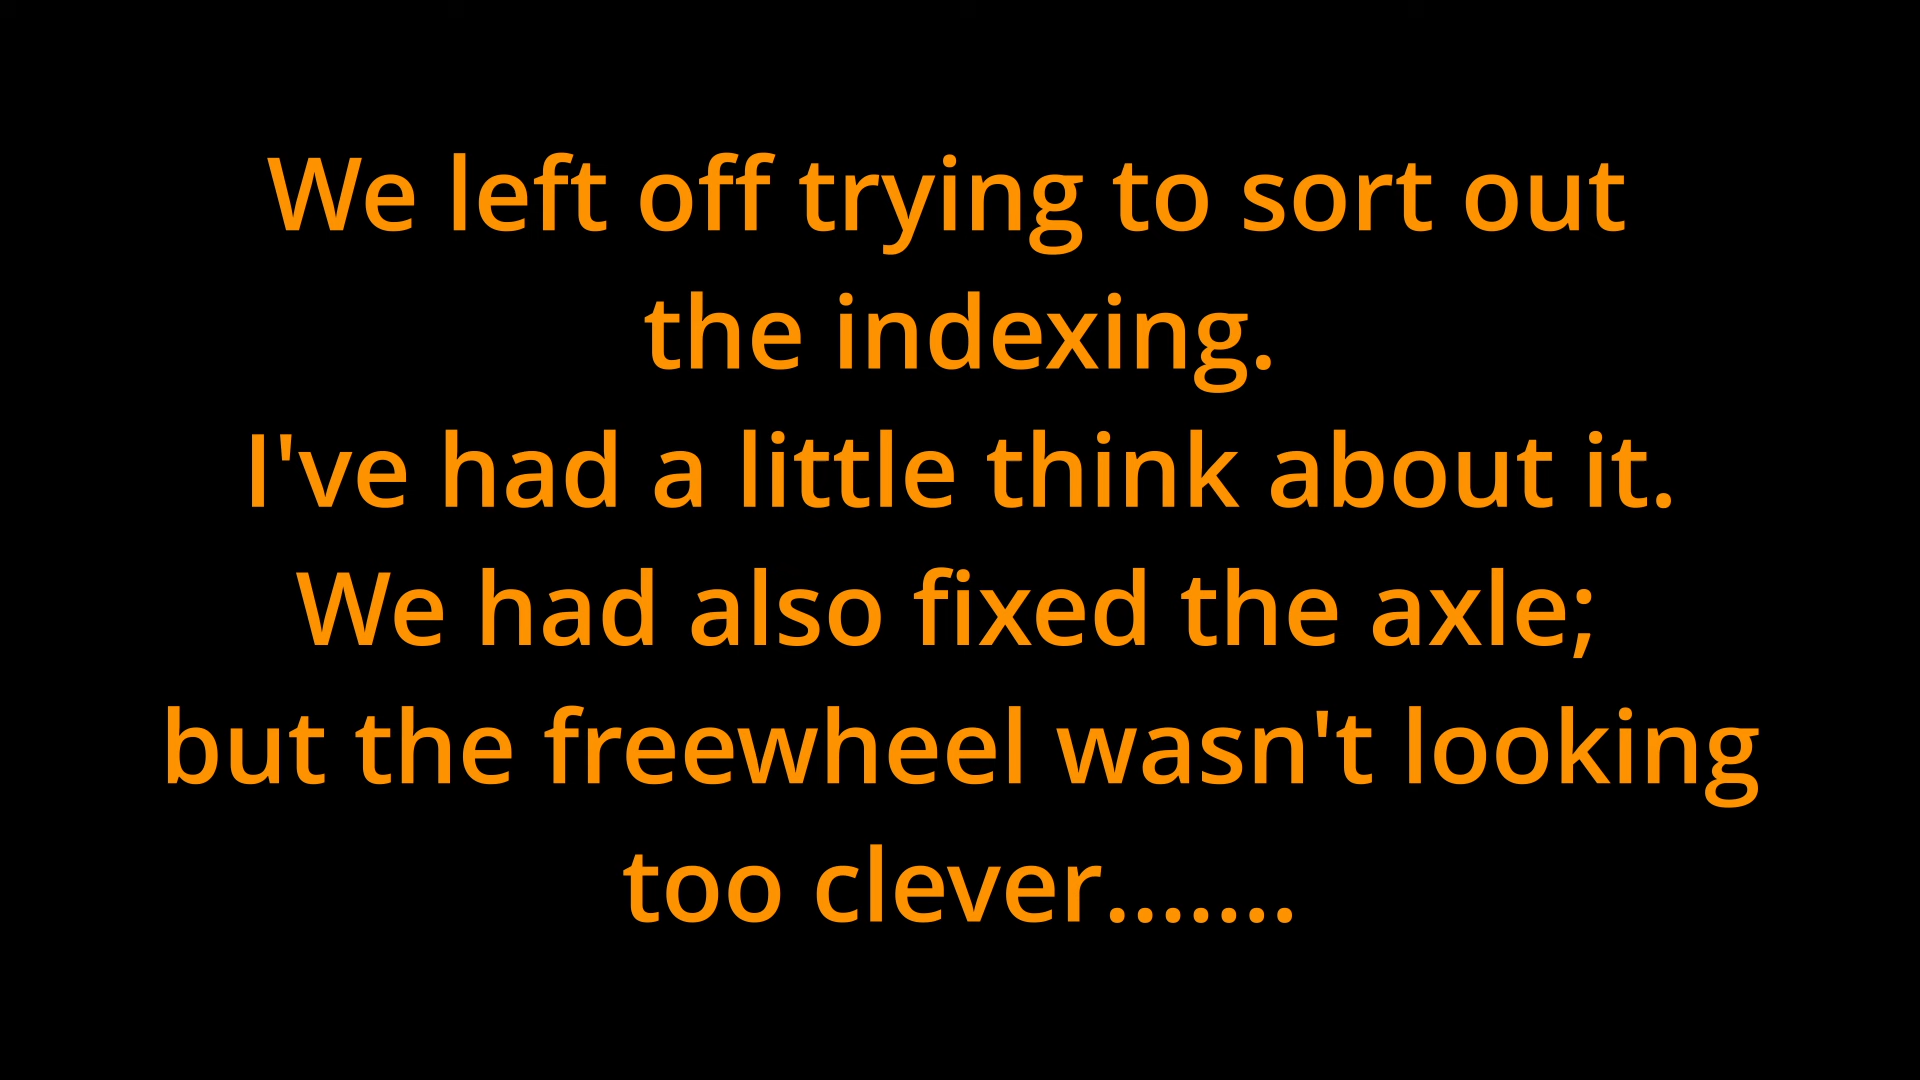 We left off trying to sort out
the indexing.
I've had a little think about it.
We had also fixed the axle;
but the freewheel wasn't looking
too clever.......